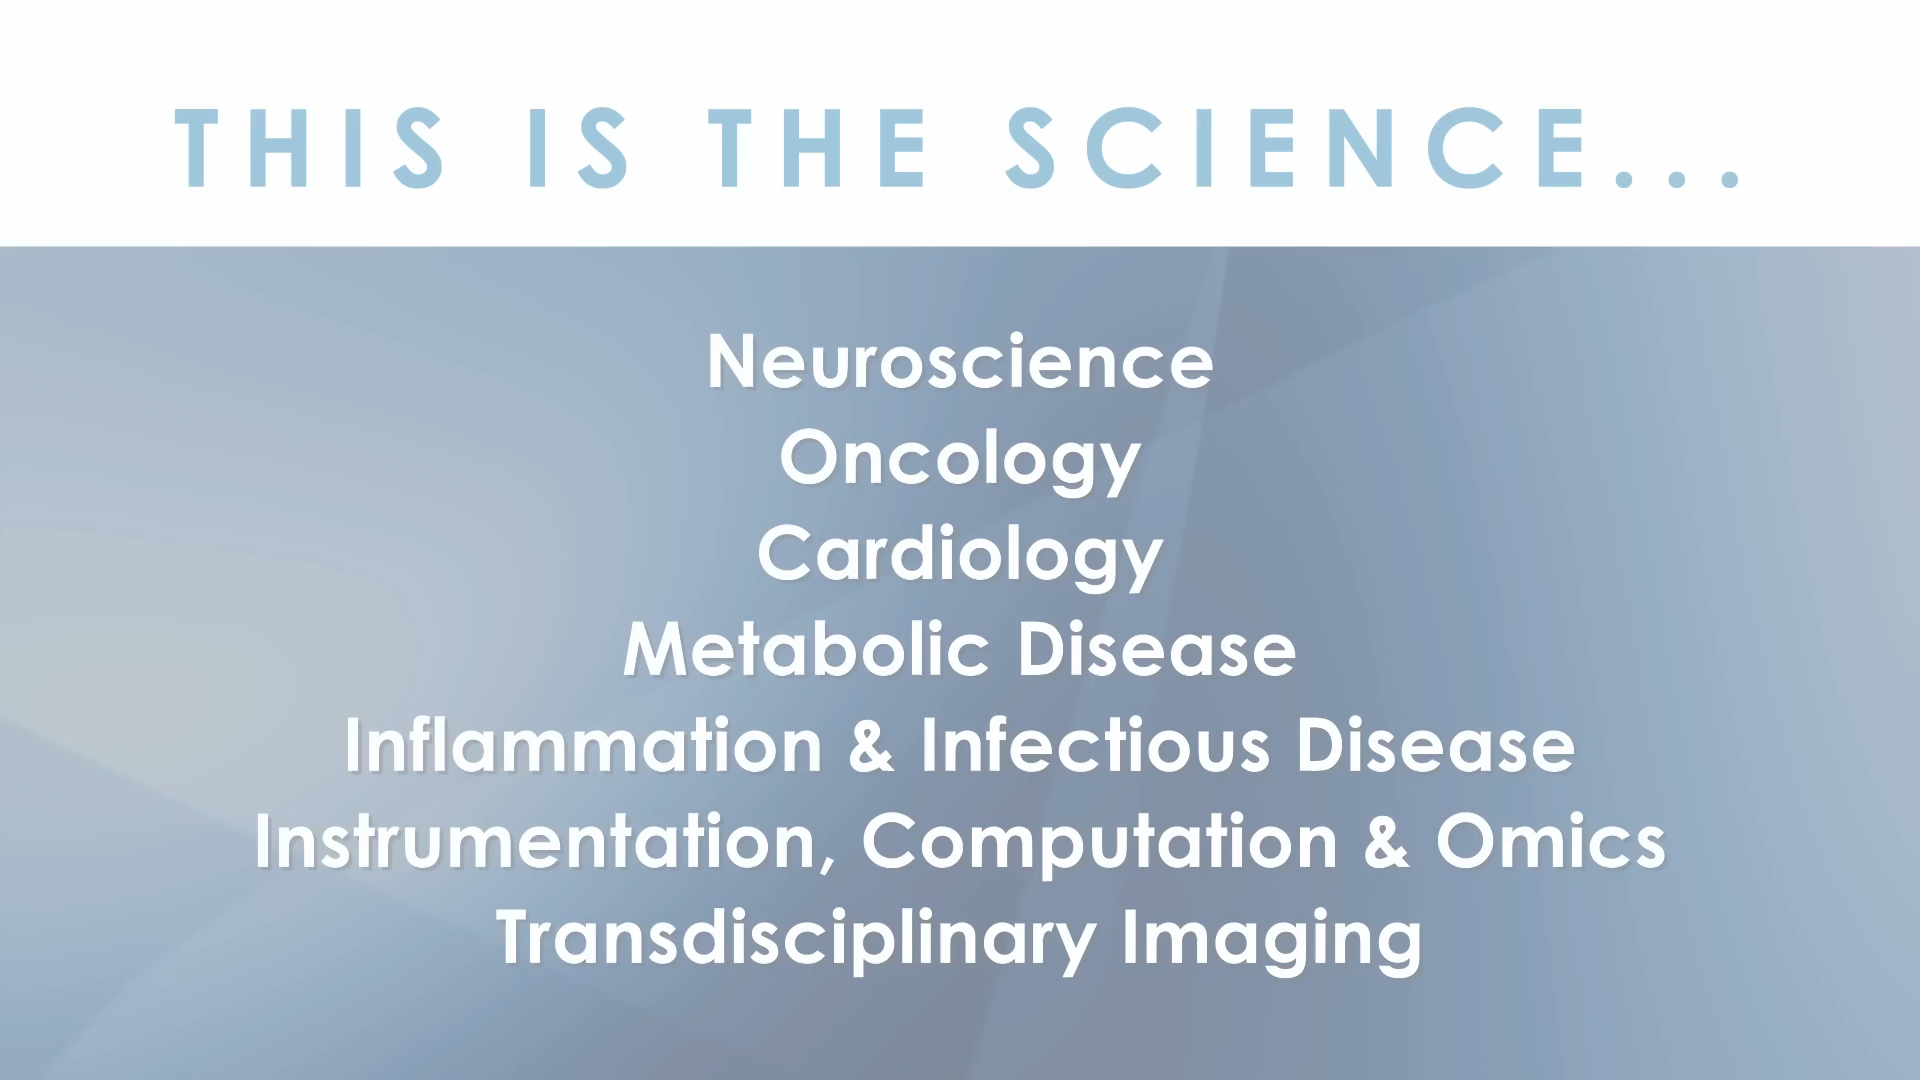 THIS IS THE SCIENCE...
Neuroscience
Oncology
Cardiology
Metabolic Disease
Inflammation & Infectious Disease
Instrumentation, Computation & Omics
Transdisciplinary Imaging